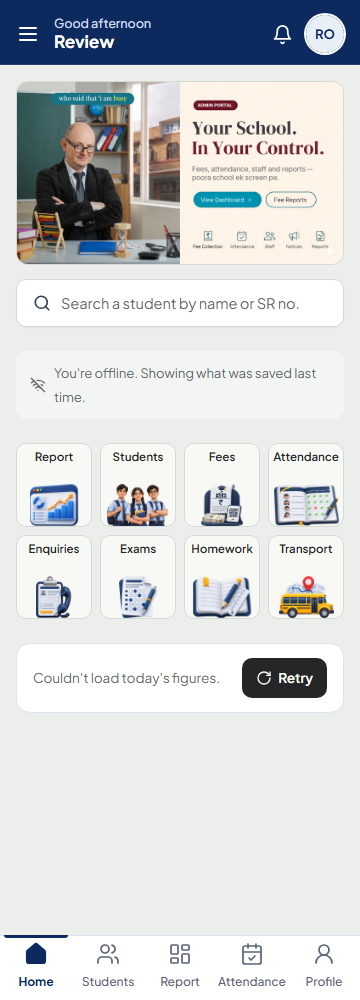 Good afternoon
Review
RO
who said that 'i am busy
ADMIN PORTAL
Your School.
In Your Control.
Fees, attendance, staff and reports —
poora school ek screen pe.
View Dashboard
Fee Reports
Fee Collection
Attendance
Staff
Notices
Reports
Search a student by name or SR no.
You're offline. Showing what was saved last
time.
Report
Students
Fees
Attendance
Enquiries
Exams
Homework
Transport
Couldn't load today's figures.
Retry
Home
Students
Report
Attendance
Profile